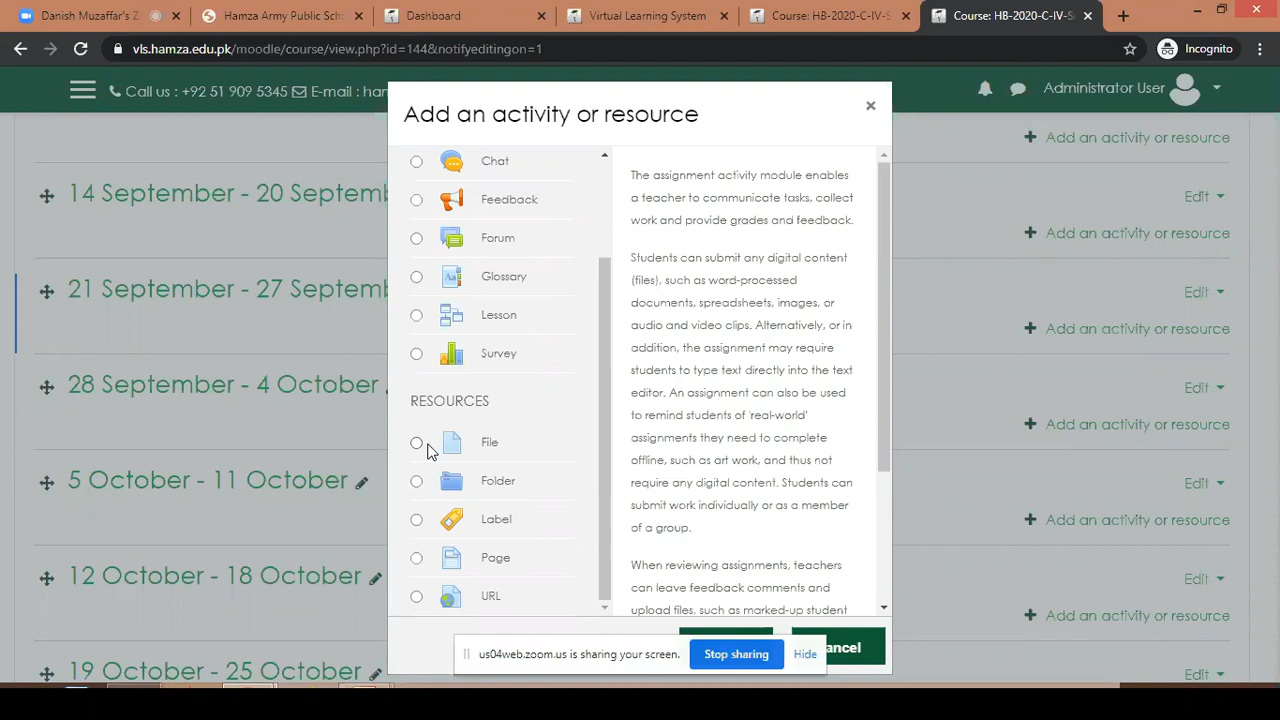 Danish Muzaffar's Z
Hamza Army Public Scho
Dashboard
Virtual Learning System
Course: HB-2020-C-IV-S
Course: HB-2020-C-IV-S
vls.hamza.edu.pk/moodle/course/view.php?id=144&notifyeditingon=1
Incognito
Call us : +92 51 909 5345 E-mail : han
Administrator User
Add an activity or resource
14 September - 20 Septemb
Edit
Add an activity or resource
21 September - 27 Septemb
Edit
Add an activity or resource
28 September - 4 October
Edit
Add an activity or resource
5 October - 11 October
Edit
Add an activity or resource
12 October - 18 October
Edit
Add an activity or resource
19 October - 25 October
Edit
Add an activity or resource
Chat
Feedback
Forum
Glossary
Lesson
Survey
RESOURCES
File
Folder
Label
Page
URL
The assignment activity module enables
a teacher to communicate tasks, collect
work and provide grades and feedback.
Students can submit any digital content
(files), such as word-processed
documents, spreadsheets, images, or
audio and video clips. Alternatively, or in
addition, the assignment may require
students to type text directly into the text
editor. An assignment can also be used
to remind students of 'real-world'
assignments they need to complete
offline, such as art work, and thus not
require any digital content. Students can
submit work individually or as a member
of a group.
When reviewing assignments, teachers
can leave feedback comments and
upload files, such as marked-up student
ancel
us04web.zoom.us is sharing your screen.
Stop sharing
Hide